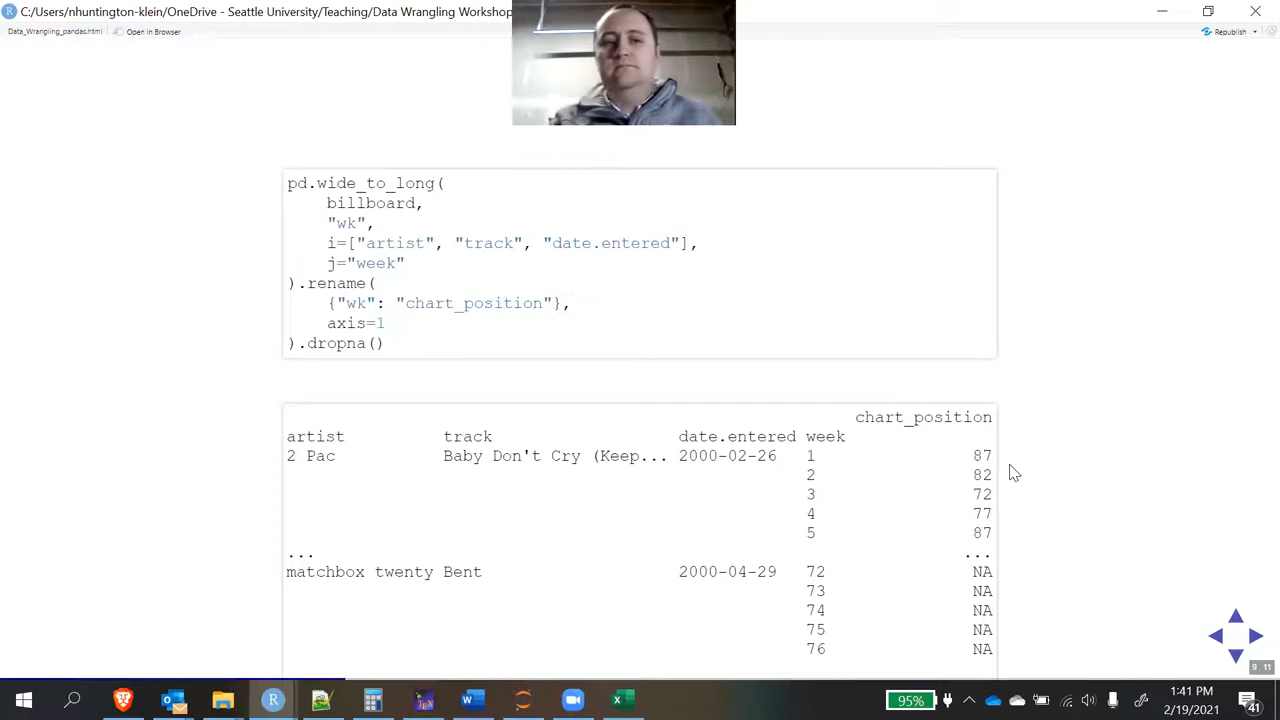 C:/Users/nhuntington-klein/OneDrive - Seattle University/Teaching/Data Wrangling Workshop
Data_Wrangling_pandas.html
Open in Browser
Republish
pd.wide_to_long(
billboard,
"wk",
i=["artist", "track", "date.entered"],
j="week"
).rename(
{"wk": "chart_position"},
axis=1
).dropna()
chart_position
artist track date.entered week
2 Pac Baby Don't Cry (Keep... 2000-02-26 1 87
2 82
3 72
4 77
5 87
... ...
matchbox twenty Bent 2000-04-29 72 NA
73 NA
74 NA
75 NA
76 NA
9 11
95%
1:41 PM
2/19/2021
41